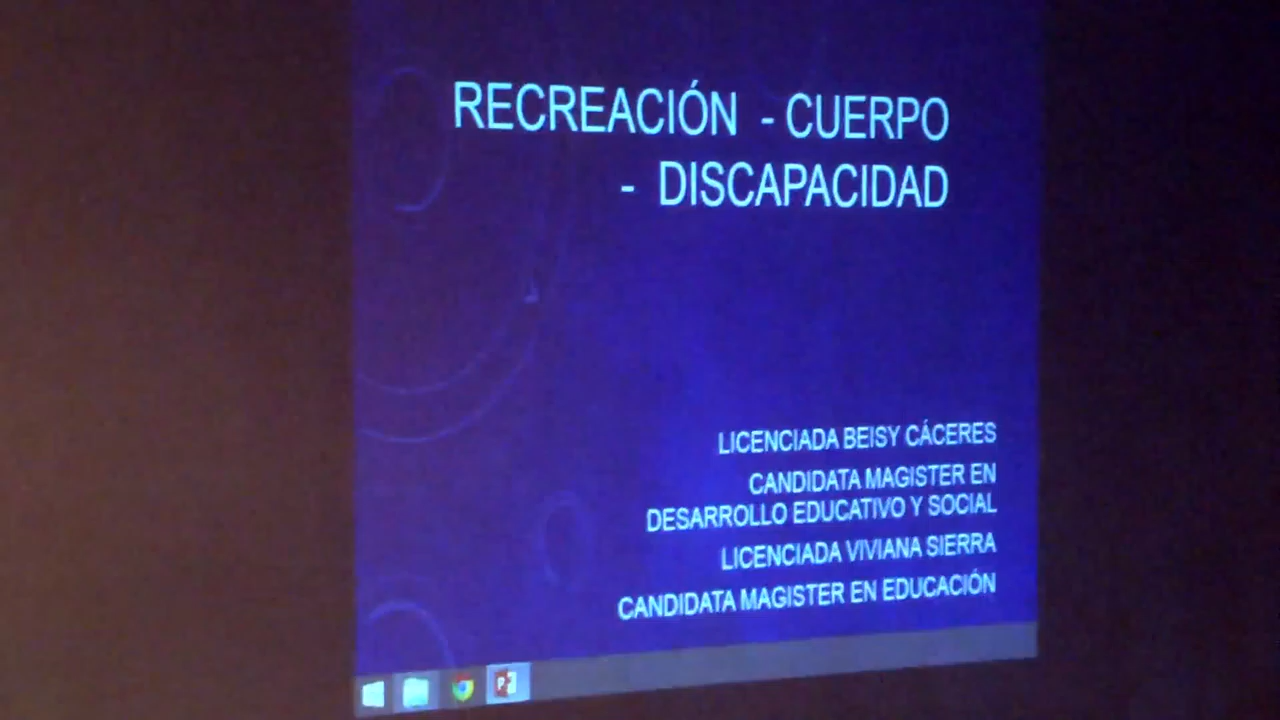 RECREACIÓN - CUERPO
- DISCAPACIDAD
LICENCIADA BEISY CÁCERES
CANDIDATA MAGISTER EN
DESARROLLO EDUCATIVO Y SOCIAL
LICENCIADA VIVIANA SIERRA
CANDIDATA MAGISTER EN EDUCACIÓN